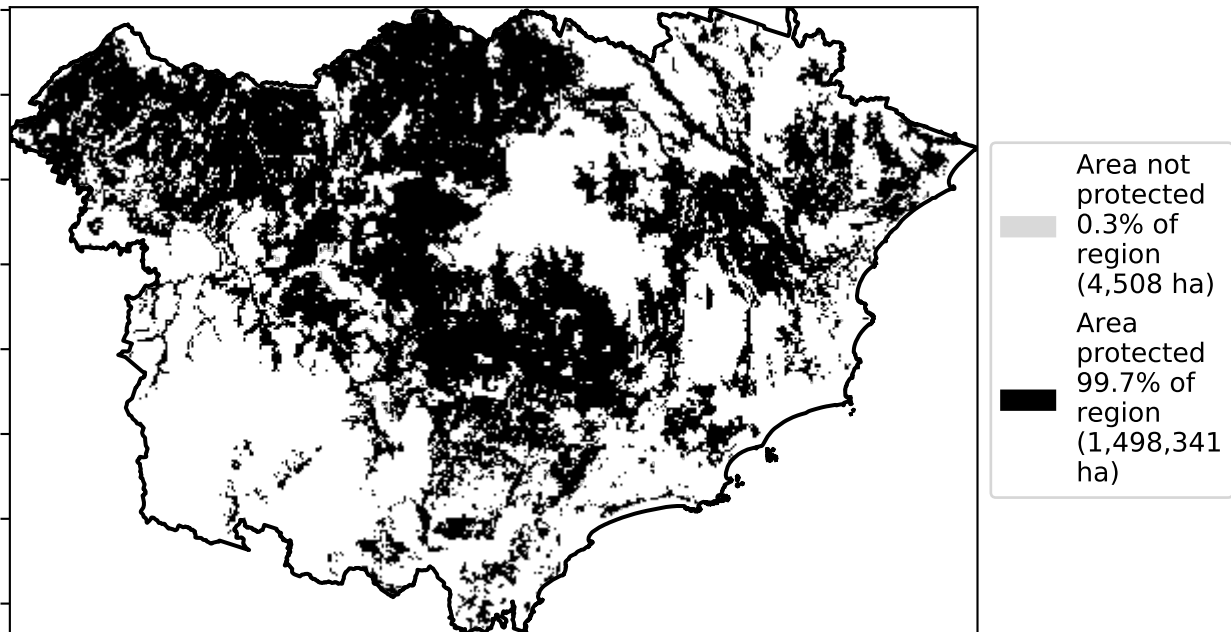 Area not
protected
0.3% of
region
(4,508 ha)
Area
protected
99.7% of
region
(1,498,341
ha)